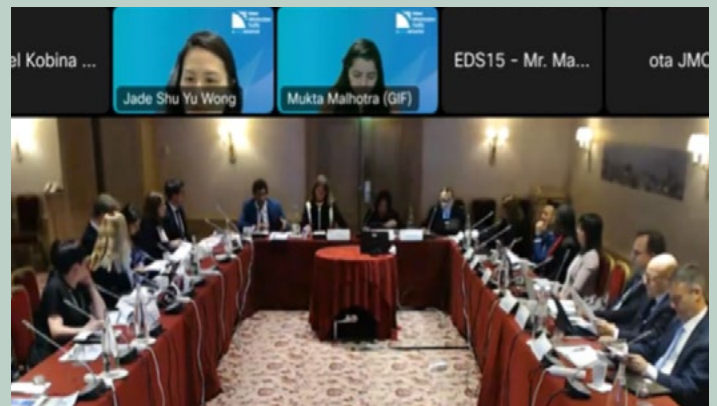 el Kobina ...
Jade Shu Yu Wong
Mukta Malhotra (GIF)
EDS15 - Mr. Ma...
ota JMC